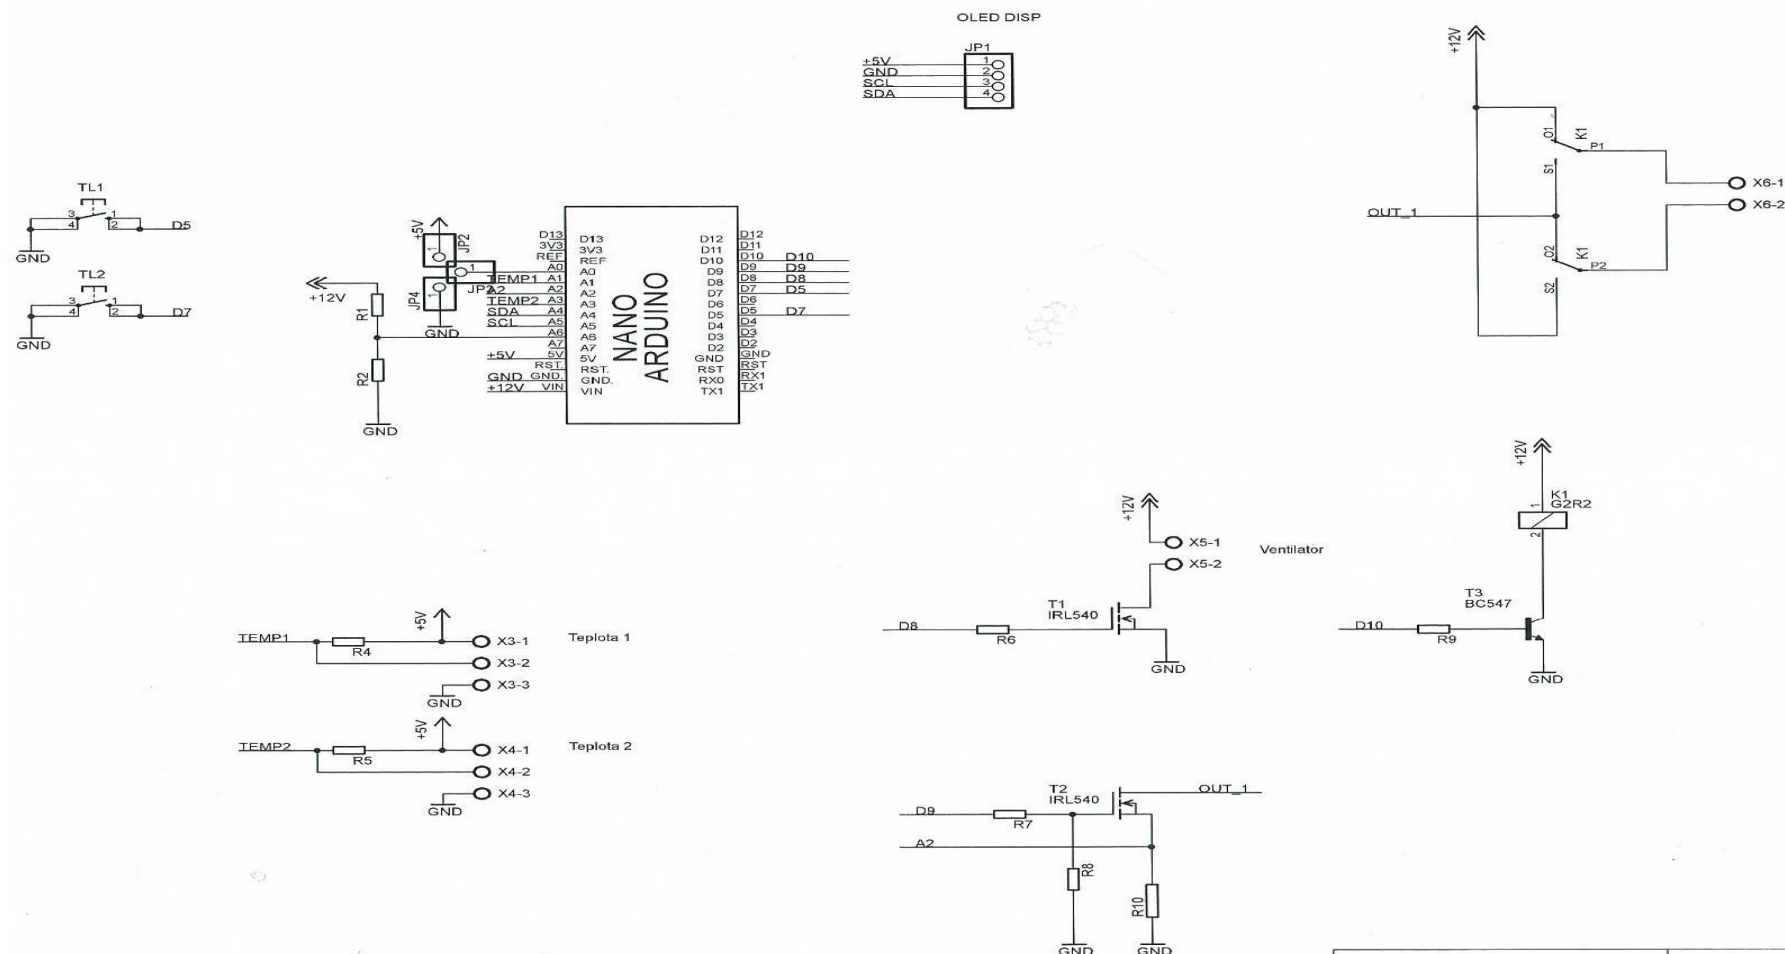 OLED DISP
JP1
+5V 1
GND 2
SCL 3
SDA 4
+12V
O1
K1
P1
S1
X6-1
X6-2
OUT_1
O2
K1
P2
S2
TL1
3 1
4 2
D5
GND
TL2
3 1
4 2
D7
GND
+12V
R1
R2
GND
+5V
1
JP2
1
JP4
1
GND
NANO
ARDUINO
D13 D13 D12 D12
3V3 3V3 D11 D11
REF REF D10 D10 D10
A0 A0 D9 D9 D9
TEMP1 A1 A1 D8 D8 D8
A2 A2 A2 D7 D7 D5
TEMP2 A3 A3 D6 D6
SDA A4 A4 D5 D5 D7
SCL A5 A5 D4 D4
A6 A6 D3 D3
A7 A7 D2 D2
+5V 5V 5V GND GND
RST. RST. RST RST
GND GND. GND. RX0 RX1
+12V VIN VIN TX1 TX1
+12V
X5-1
X5-2
Ventilator
T1
IRL540
D8
R6
GND
+12V
K1
G2R2
1
2
T3
BC547
D10
R9
GND
TEMP1
R4
+5V
X3-1
Teplota 1
X3-2
X3-3
GND
TEMP2
R5
+5V
X4-1
Teplota 2
X4-2
X4-3
GND
T2
IRL540
OUT_1
D9
R7
A2
R8
R10
GND
GND